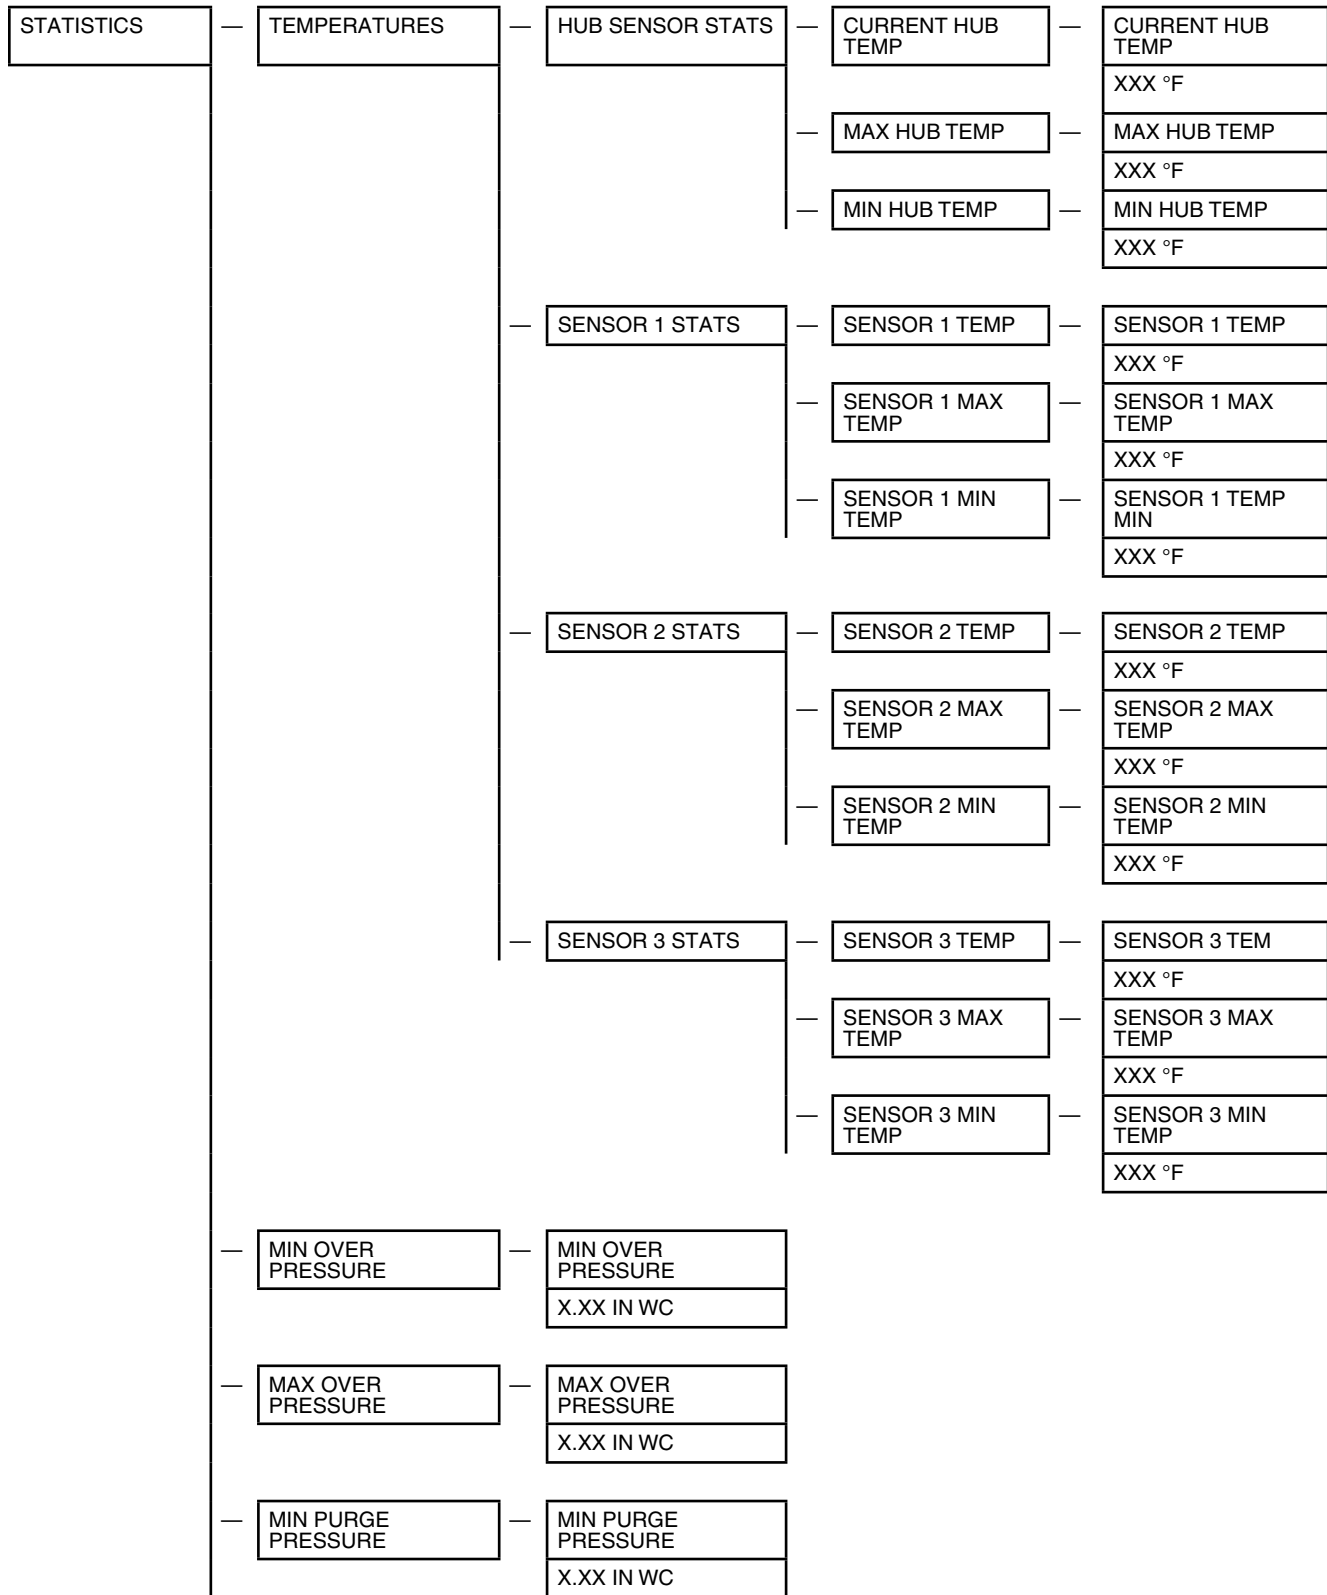 STATISTICS — TEMPERATURES — HUB SENSOR STATS — CURRENT HUB TEMP — CURRENT HUB TEMP
XXX °F
— MAX HUB TEMP — MAX HUB TEMP
XXX °F
— MIN HUB TEMP — MIN HUB TEMP
XXX °F
— SENSOR 1 STATS — SENSOR 1 TEMP — SENSOR 1 TEMP
XXX °F
— SENSOR 1 MAX TEMP — SENSOR 1 MAX TEMP
XXX °F
— SENSOR 1 MIN TEMP — SENSOR 1 TEMP MIN
XXX °F
— SENSOR 2 STATS — SENSOR 2 TEMP — SENSOR 2 TEMP
XXX °F
— SENSOR 2 MAX TEMP — SENSOR 2 MAX TEMP
XXX °F
— SENSOR 2 MIN TEMP — SENSOR 2 MIN TEMP
XXX °F
— SENSOR 3 STATS — SENSOR 3 TEMP — SENSOR 3 TEM
XXX °F
— SENSOR 3 MAX TEMP — SENSOR 3 MAX TEMP
XXX °F
— SENSOR 3 MIN TEMP — SENSOR 3 MIN TEMP
XXX °F
— MIN OVER PRESSURE — MIN OVER PRESSURE
X.XX IN WC
— MAX OVER PRESSURE — MAX OVER PRESSURE
X.XX IN WC
— MIN PURGE PRESSURE — MIN PURGE PRESSURE
X.XX IN WC